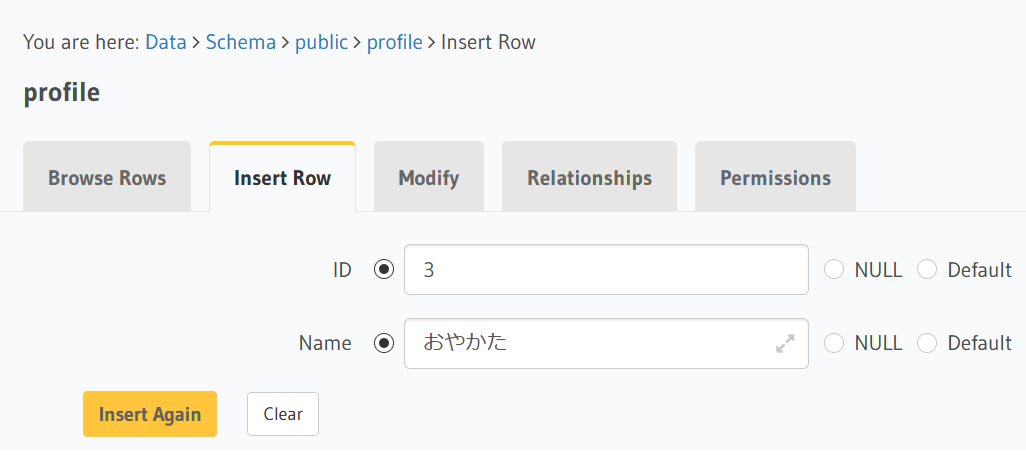 You are here: Data > Schema > public > profile > Insert Row
profile
Browse Rows Insert Row Modify Relationships Permissions
ID 3 NULL Default
Name おやかた NULL Default
Insert Again Clear